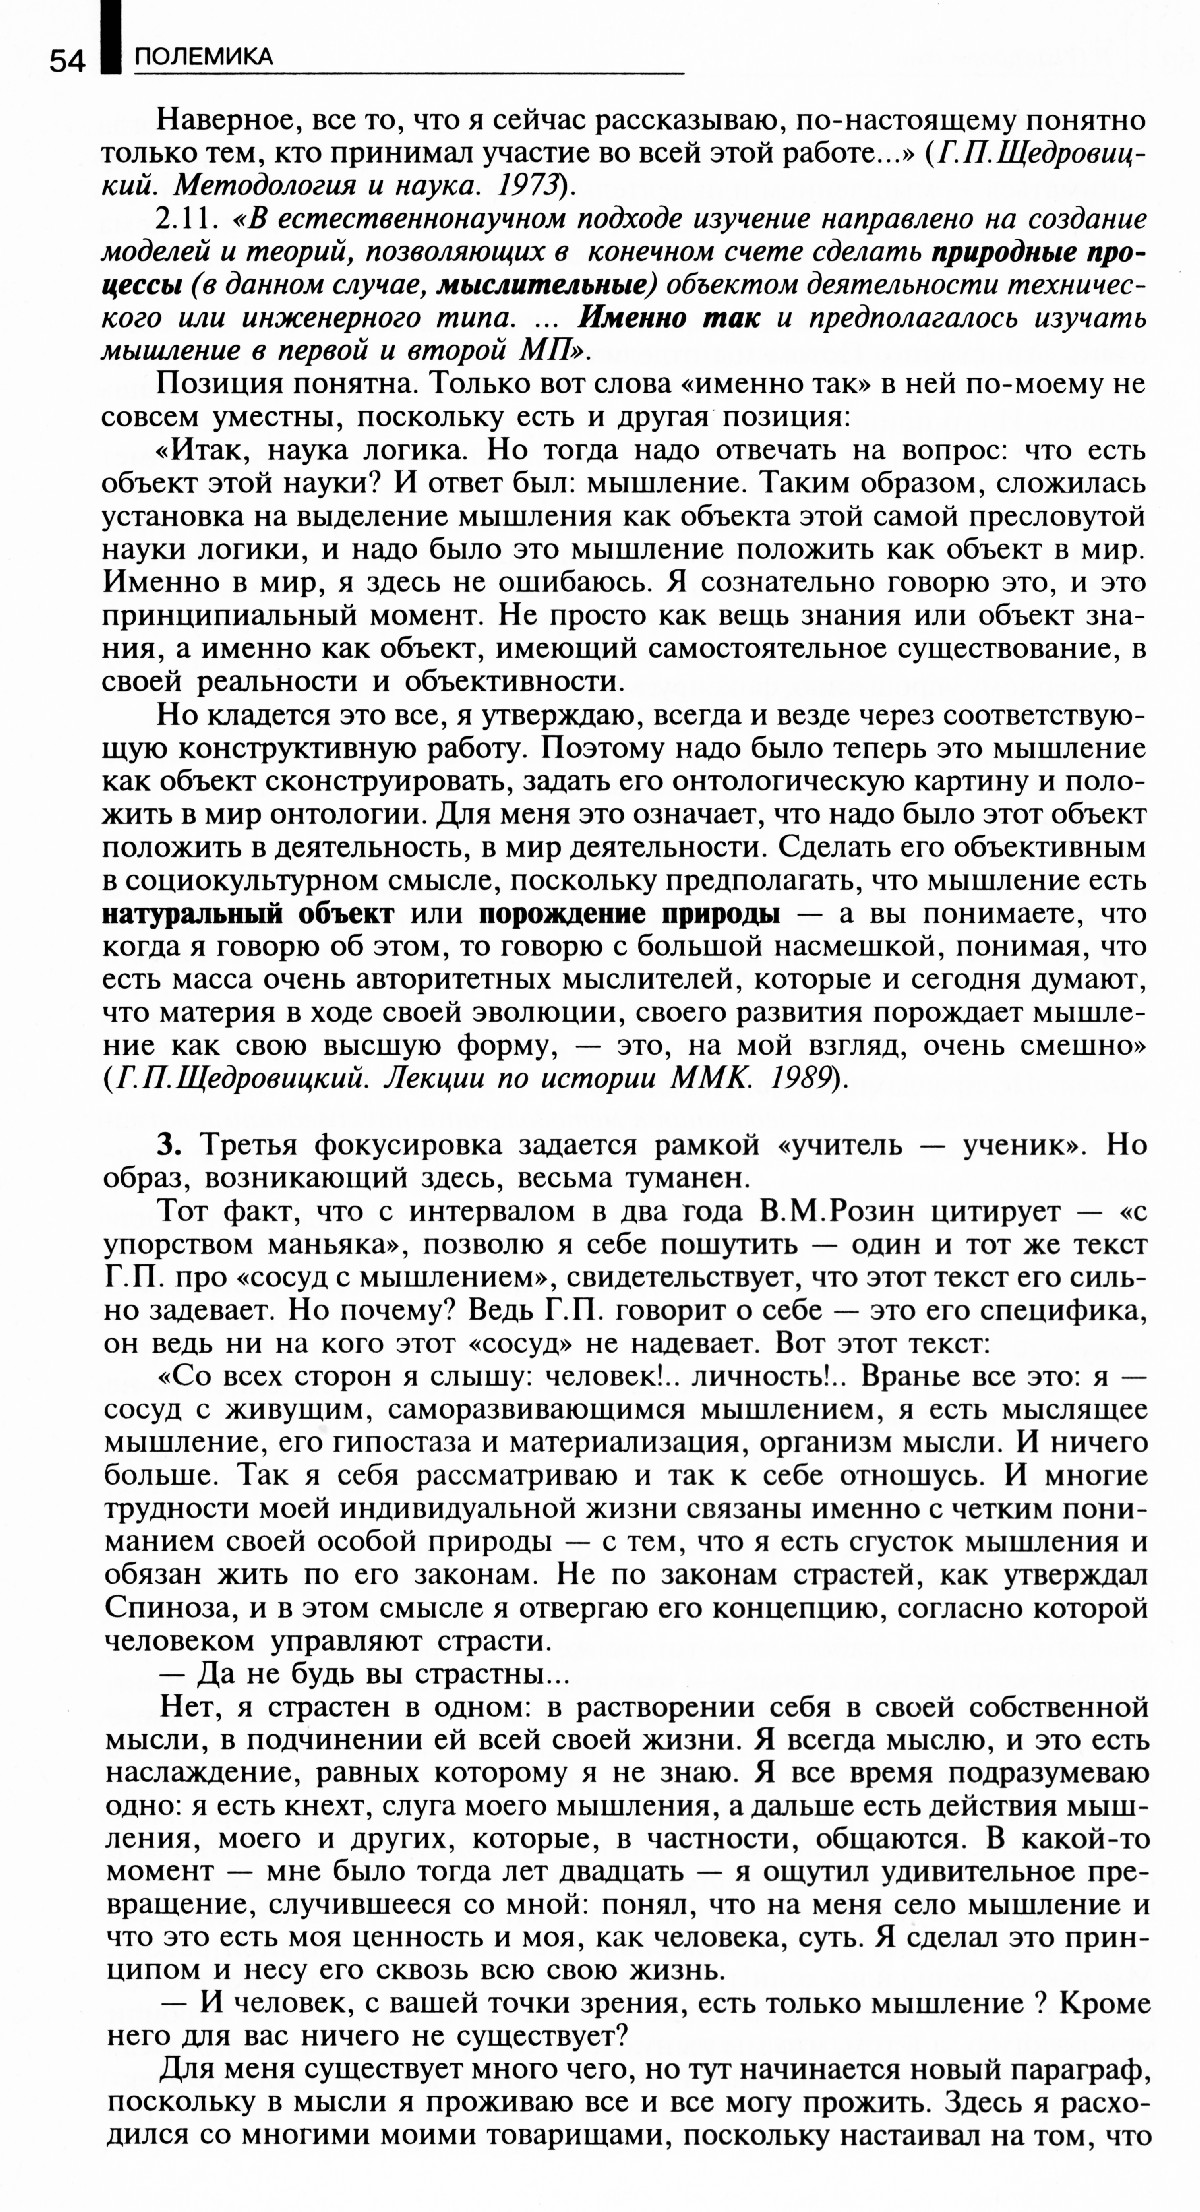 54 ПОЛЕМИКА
Наверное, все то, что я сейчас рассказываю, по-настоящему понятно
только тем, кто принимал участие во всей этой работе...» (Г.П.Щедровиц-
кий. Методология и наука. 1973).
2.11. «В естественнонаучном подходе изучение направлено на создание
моделей и теорий, позволяющих в конечном счете сделать природные про-
цессы (в данном случае, мыслительные) объектом деятельности техничес-
кого или инженерного типа. ... Именно так и предполагалось изучать
мышление в первой и второй МП».
Позиция понятна. Только вот слова «именно так» в ней по-моему не
совсем уместны, поскольку есть и другая позиция:
«Итак, наука логика. Но тогда надо отвечать на вопрос: что есть
объект этой науки? И ответ был: мышление. Таким образом, сложилась
установка на выделение мышления как объекта этой самой пресловутой
науки логики, и надо было это мышление положить как объект в мир.
Именно в мир, я здесь не ошибаюсь. Я сознательно говорю это, и это
принципиальный момент. Не просто как вещь знания или объект зна-
ния, а именно как объект, имеющий самостоятельное существование, в
своей реальности и объективности.
Но кладется это все, я утверждаю, всегда и везде через соответствую-
щую конструктивную работу. Поэтому надо было теперь это мышление
как объект сконструировать, задать его онтологическую картину и поло-
жить в мир онтологии. Для меня это означает, что надо было этот объект
положить в деятельность, в мир деятельности. Сделать его объективным
в социокультурном смысле, поскольку предполагать, что мышление есть
натуральный объект или порождение природы — а вы понимаете, что
когда я говорю об этом, то говорю с большой насмешкой, понимая, что
есть масса очень авторитетных мыслителей, которые и сегодня думают,
что материя в ходе своей эволюции, своего развития порождает мышле-
ние как свою высшую форму, — это, на мой взгляд, очень смешно»
(Г.П.Щедровицкий. Лекции по истории ММК. 1989).
3. Третья фокусировка задается рамкой «учитель — ученик». Но
образ, возникающий здесь, весьма туманен.
Тот факт, что с интервалом в два года В.М.Розин цитирует — «с
упорством маньяка», позволю я себе пошутить — один и тот же текст
Г.П. про «сосуд с мышлением», свидетельствует, что этот текст его силь-
но задевает. Но почему? Ведь Г.П. говорит о себе — это его специфика,
он ведь ни на кого этот «сосуд» не надевает. Вот этот текст:
«Со всех сторон я слышу: человек!.. личность!.. Вранье все это: я —
сосуд с живущим, саморазвивающимся мышлением, я есть мыслящее
мышление, его гипостаза и материализация, организм мысли. И ничего
больше. Так я себя рассматриваю и так к себе отношусь. И многие
трудности моей индивидуальной жизни связаны именно с четким пони-
манием своей особой природы — с тем, что я есть сгусток мышления и
обязан жить по его законам. Не по законам страстей, как утверждал
Спиноза, и в этом смысле я отвергаю его концепцию, согласно которой
человеком управляют страсти.
— Да не будь вы страстны...
Нет, я страстен в одном: в растворении себя в своей собственной
мысли, в подчинении ей всей своей жизни. Я всегда мыслю, и это есть
наслаждение, равных которому я не знаю. Я все время подразумеваю
одно: я есть кнехт, слуга моего мышления, а дальше есть действия мыш-
ления, моего и других, которые, в частности, общаются. В какой-то
момент — мне было тогда лет двадцать — я ощутил удивительное пре-
вращение, случившееся со мной: понял, что на меня село мышление и
что это есть моя ценность и моя, как человека, суть. Я сделал это прин-
ципом и несу его сквозь всю свою жизнь.
— И человек, с вашей точки зрения, есть только мышление ? Кроме
него для вас ничего не существует?
Для меня существует много чего, но тут начинается новый параграф,
поскольку в мысли я проживаю все и все могу прожить. Здесь я расхо-
дился со многими моими товарищами, поскольку настаивал на том, что